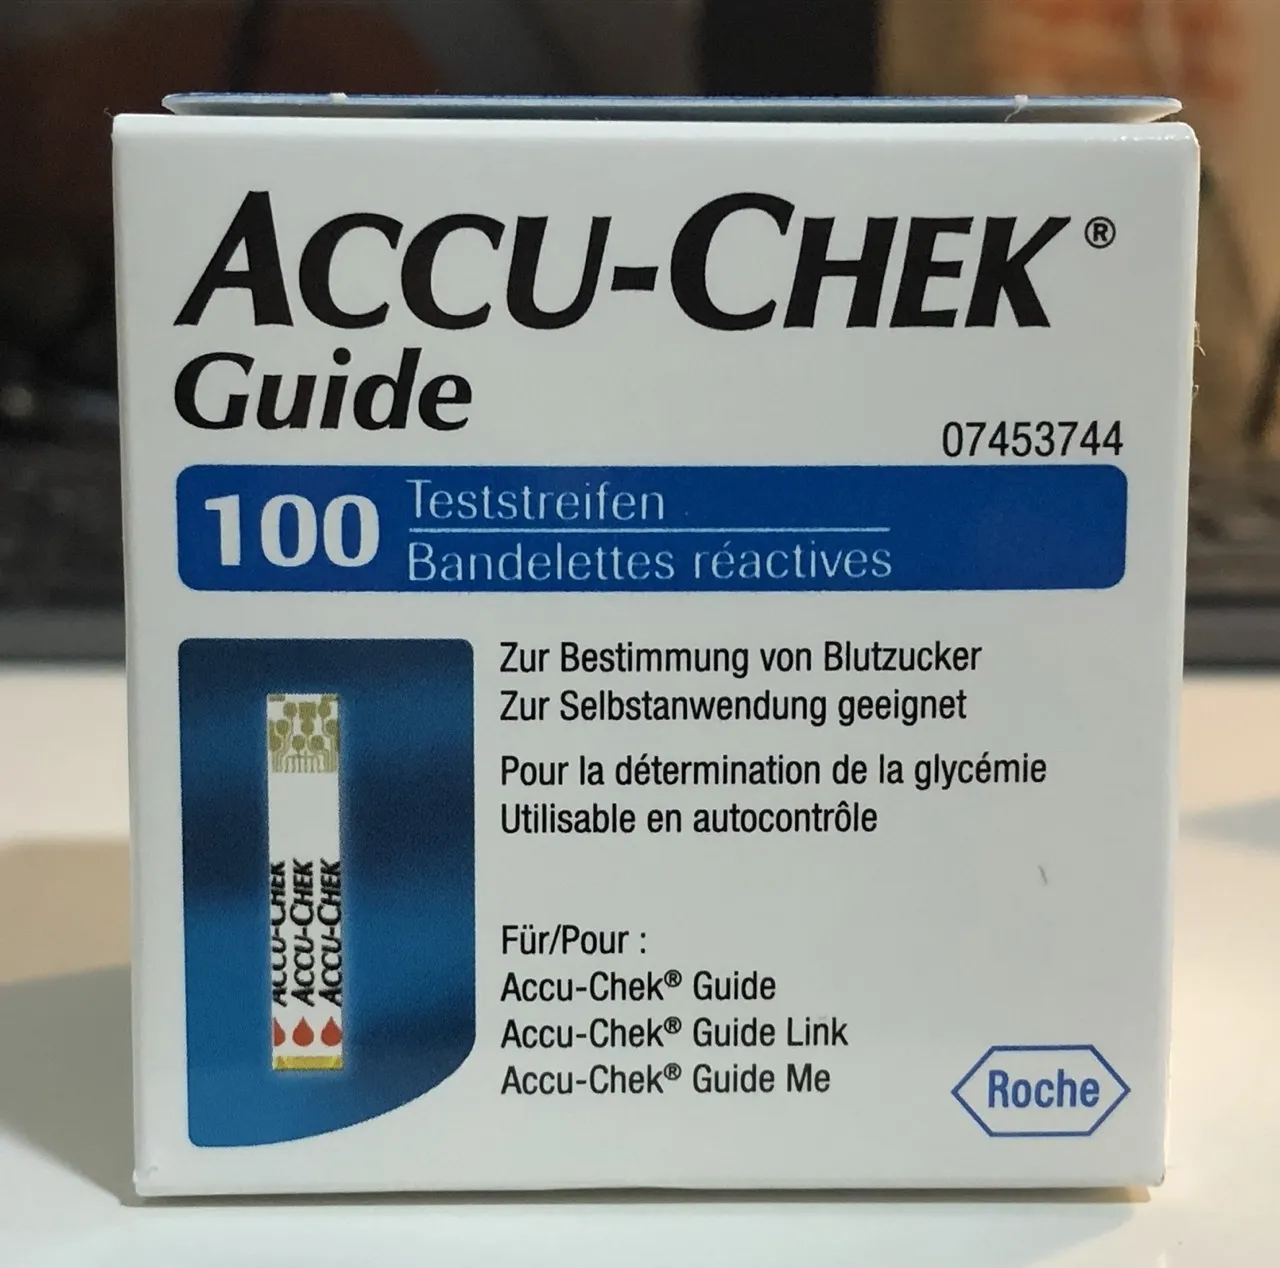 ACCU-CHEK®
Guide
07453744
100
Teststreifen
Bandelettes réactives
Zur Bestimmung von Blutzucker
Zur Selbstanwendung geeignet
Pour la détermination de la glycémie
Utilisable en autocontrôle
ACCU-CHEK
ACCU-CHEK
ACCU-CHEK
Für/Pour :
Accu-Chek® Guide
Accu-Chek® Guide Link
Accu-Chek® Guide Me
Roche